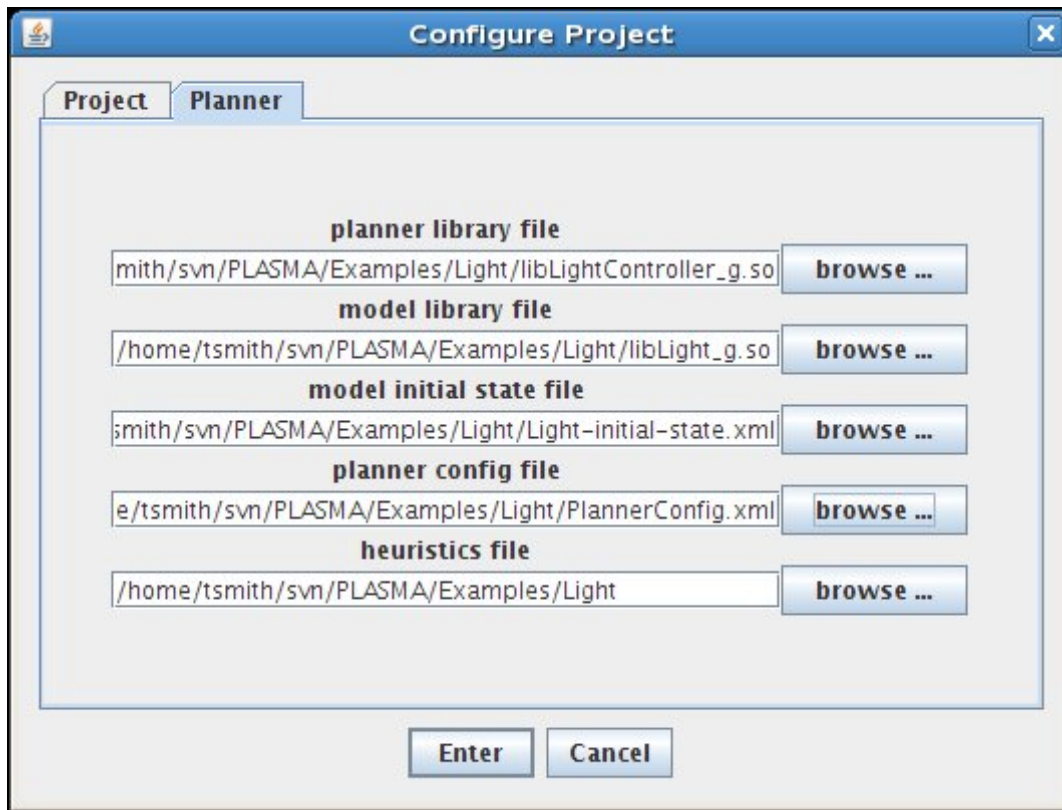 Configure Project
Project Planner
planner library file
mith/svn/PLASMA/Examples/Light/libLightController_g.so browse ...
model library file
/home/tsmith/svn/PLASMA/Examples/Light/libLight_g.so browse ...
model initial state file
smith/svn/PLASMA/Examples/Light/Light-initial-state.xml browse ...
planner config file
e/tsmith/svn/PLASMA/Examples/Light/PlannerConfig.xml browse ...
heuristics file
/home/tsmith/svn/PLASMA/Examples/Light browse ...
Enter Cancel